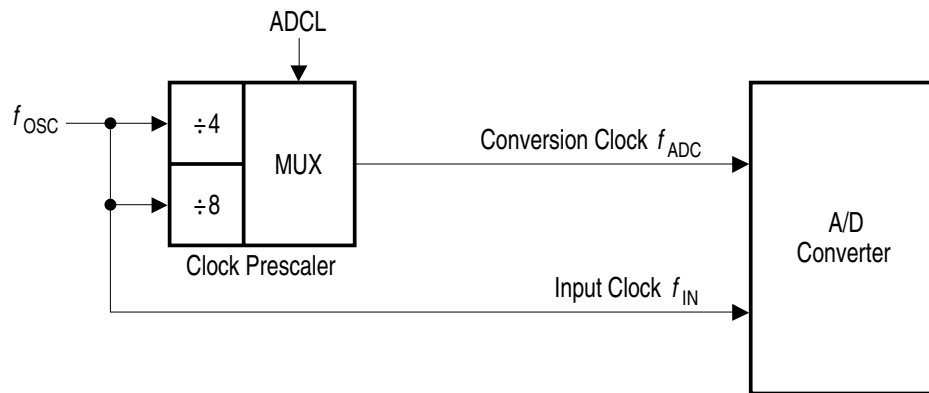 ADCL
f OSC
÷4
÷8
MUX
Clock Prescaler
Conversion Clock f ADC
Input Clock f IN
A/D
Converter